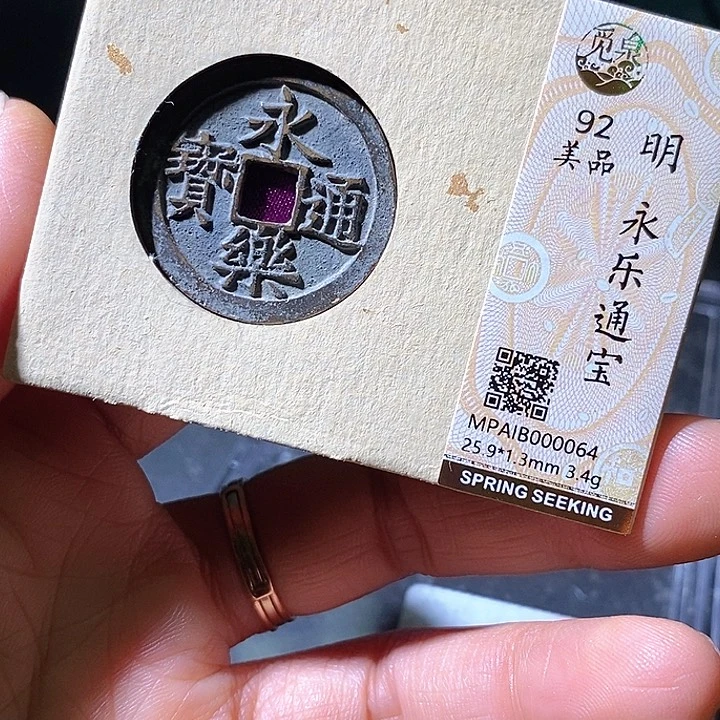 永樂通寶
觅泉
92
美品
明
永乐通宝
MPAIB000064
25.9*1.3mm 3.4g
SPRING SEEKING